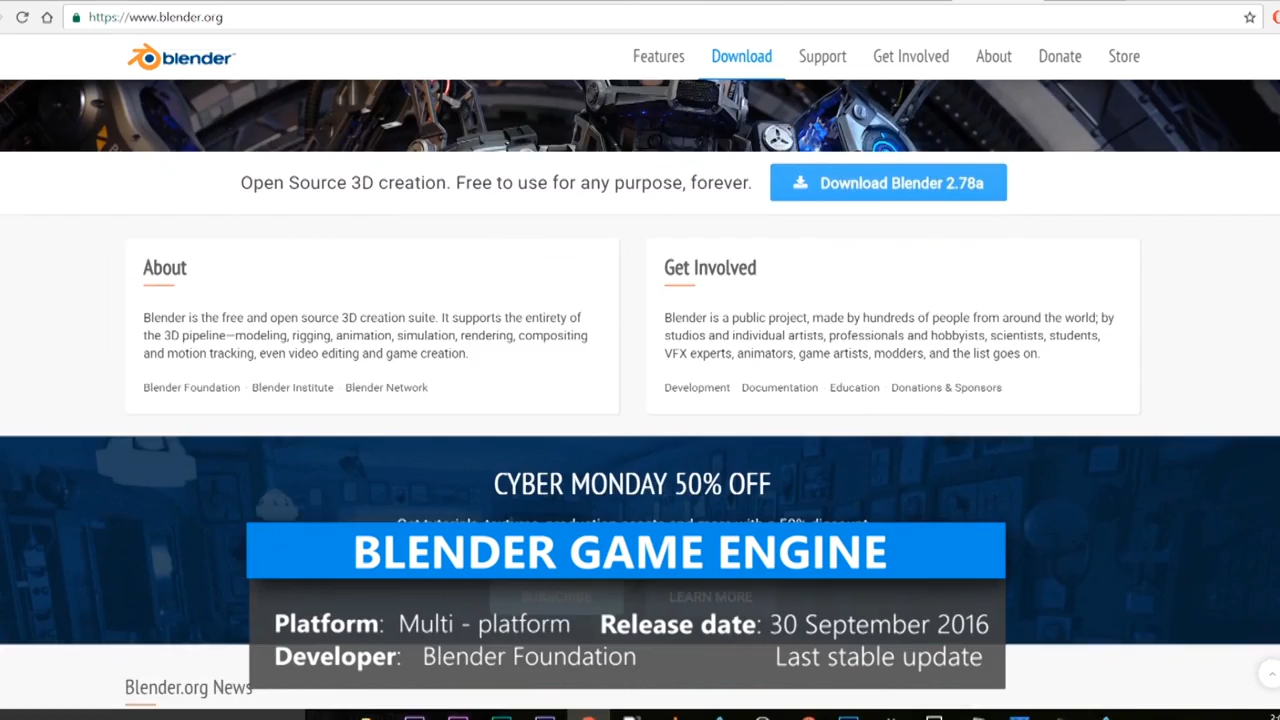 https://www.blender.org
blender
Features Download Support Get Involved About Donate Store
Open Source 3D creation. Free to use for any purpose, forever. Download Blender 2.78a
About
Blender is the free and open source 3D creation suite. It supports the entirety of
the 3D pipeline—modeling, rigging, animation, simulation, rendering, compositing
and motion tracking, even video editing and game creation.
Blender Foundation · Blender Institute · Blender Network
Get Involved
Blender is a public project, made by hundreds of people from around the world; by
studios and individual artists, professionals and hobbyists, scientists, students,
VFX experts, animators, game artists, modders, and the list goes on.
Development Documentation Education Donations & Sponsors
CYBER MONDAY 50% OFF
BLENDER GAME ENGINE
SUBSCRIBE LEARN MORE
Platform: Multi - platform Release date: 30 September 2016
Developer: Blender Foundation Last stable update
Blender.org News